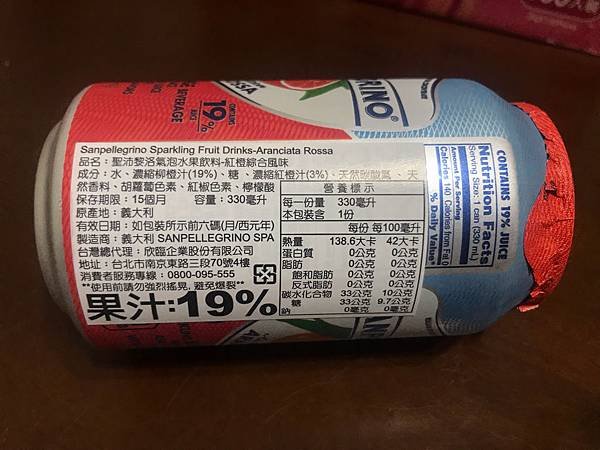 Sanpellegrino Sparkling Fruit Drinks-Aranciata Rossa
品名：聖沛黎洛氣泡水果飲料-紅橙綜合風味
成分：水、濃縮柳橙汁(19%)、糖、濃縮紅橙汁(3%)、天然碳酸氣、天
然香料、胡蘿蔔色素、紅椒色素、檸檬酸
保存期限：15個月 容量：330毫升
原產地：義大利
有效日期：如包裝所示前六碼(月/西元年)
製造商：義大利 SANPELLEGRINO SPA
台灣總代理：欣臨企業股份有限公司
地址：台北市南京東路三段70號4樓
消費者服務專線：0800-095-555
**使用前請勿強烈搖晃, 避免爆裂**
果汁:19%
營養標示
每一份量 330毫升
本包裝含 1份
每份 每100毫升
熱量 138.6大卡 42大卡
蛋白質 0公克 0公克
脂肪 0公克 0公克
飽和脂肪 0公克 0公克
反式脂肪 0公克 0公克
碳水化合物 33公克 10公克
糖 33公克 9.7公克
鈉 0毫克 0毫克
CONTAINS 19% JUICE
Nutrition Facts
Serving Size: 1 can (330 mL)
Amount Per Serving
Calories 140 Calories from Fat 0
% Daily Value*
CONTAINS
19%
JUICE
BEVERAGE
GRINO®